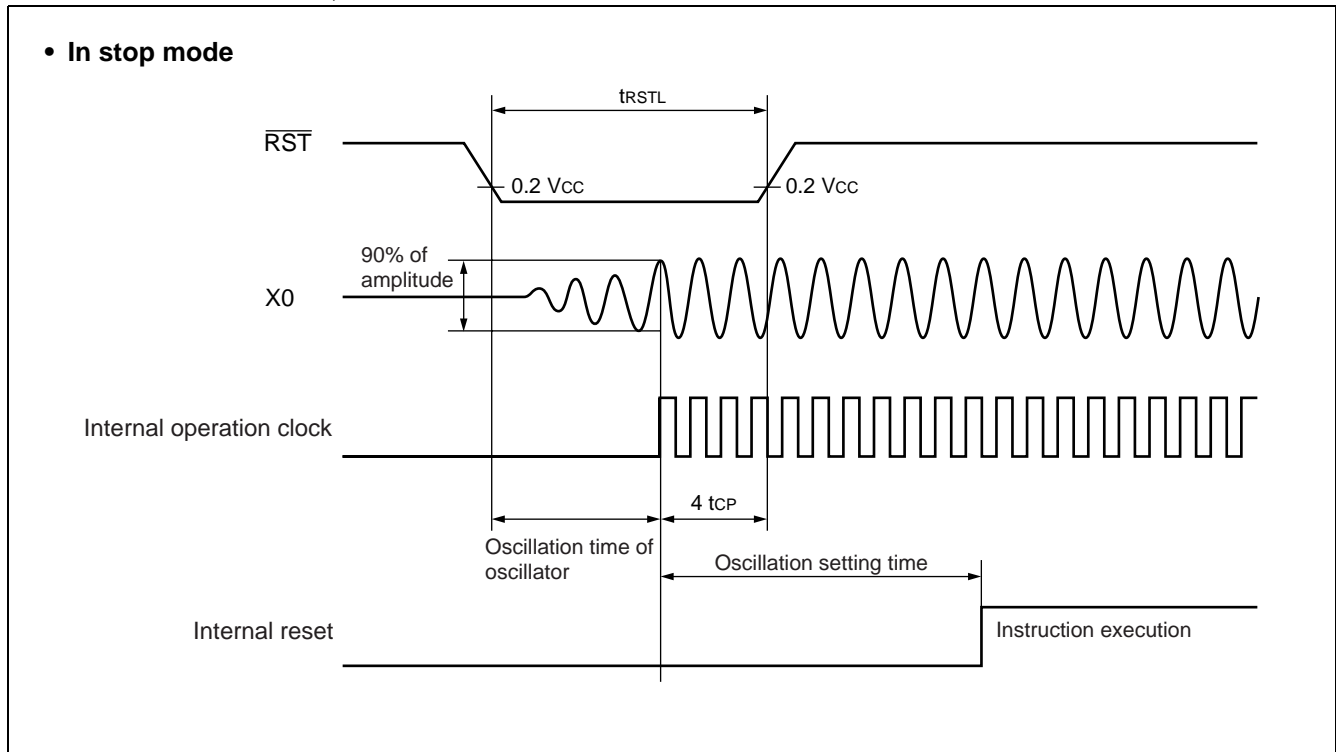 • In stop mode
tRSTL
RST
0.2 VCC
0.2 VCC
90% of
amplitude
X0
Internal operation clock
4 tCP
Oscillation time of
oscillator
Oscillation setting time
Internal reset
Instruction execution